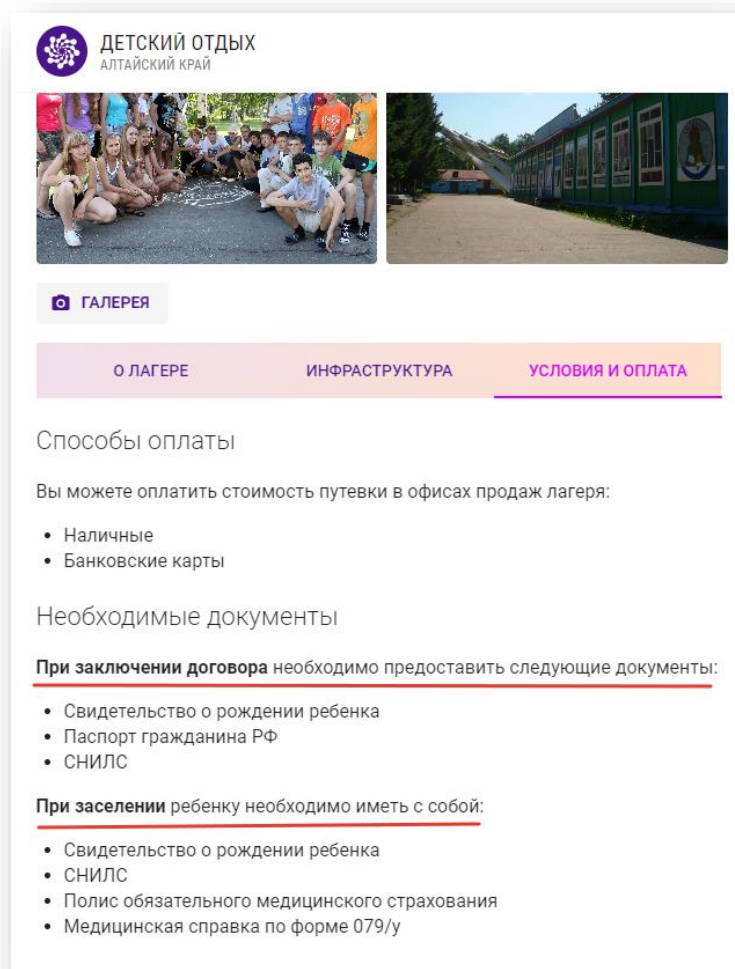 ДЕТСКИЙ ОТДЫХ
АЛТАЙСКИЙ КРАЙ
ГАЛЕРЕЯ
О ЛАГЕРЕ
ИНФРАСТРУКТУРА
УСЛОВИЯ И ОПЛАТА
Способы оплаты
Вы можете оплатить стоимость путевки в офисах продаж лагеря:
• Наличные
• Банковские карты
Необходимые документы
При заключении договора необходимо предоставить следующие документы:
• Свидетельство о рождении ребенка
• Паспорт гражданина РФ
• СНИЛС
При заселении ребенку необходимо иметь с собой:
• Свидетельство о рождении ребенка
• СНИЛС
• Полис обязательного медицинского страхования
• Медицинская справка по форме 079/у